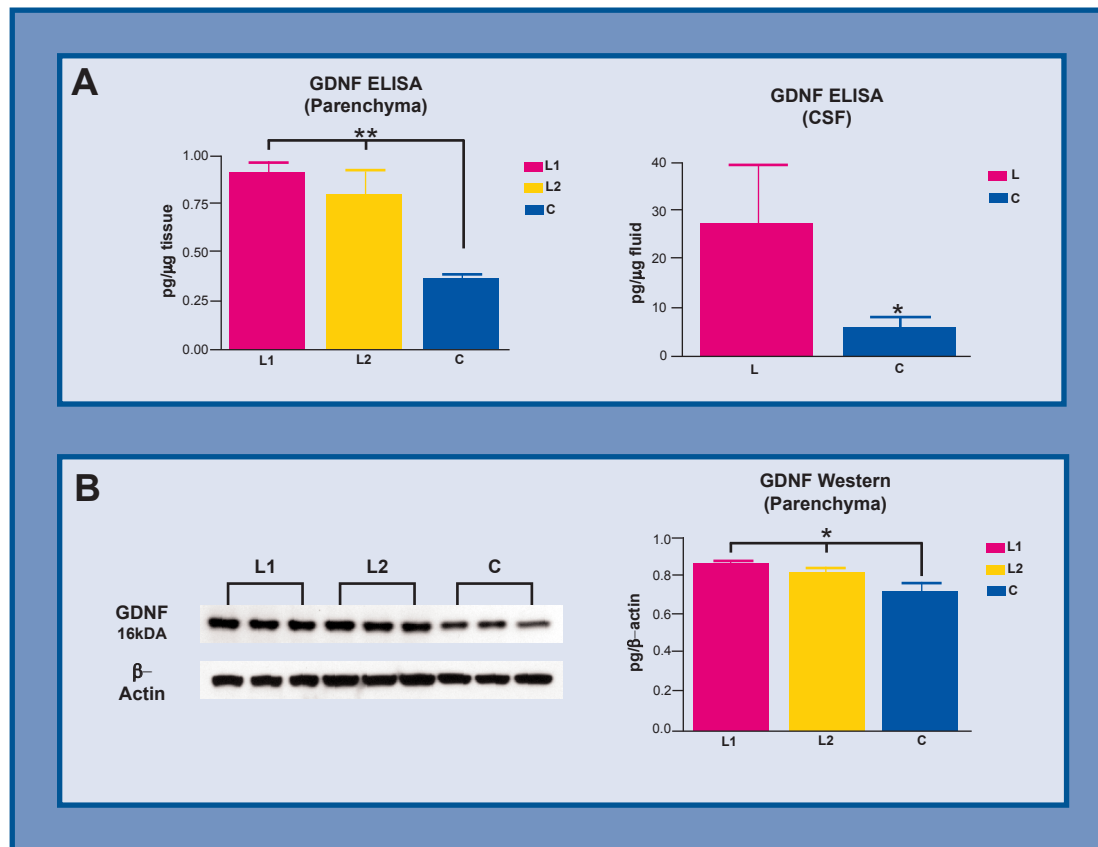 A
GDNF ELISA
(Parenchyma)
**
1.00
0.75
0.50
0.25
0.00
pg/µg tissue
L1
L2
C
L1
L2
C
GDNF ELISA
(CSF)
40
30
20
10
0
pg/µg fluid
*
L
C
L
C
B
L1
L2
C
GDNF
16kDA
β–
Actin
GDNF Western
(Parenchyma)
*
1.0
0.8
0.6
0.4
0.2
0.0
pg/β–actin
L1
L2
C
L1
L2
C